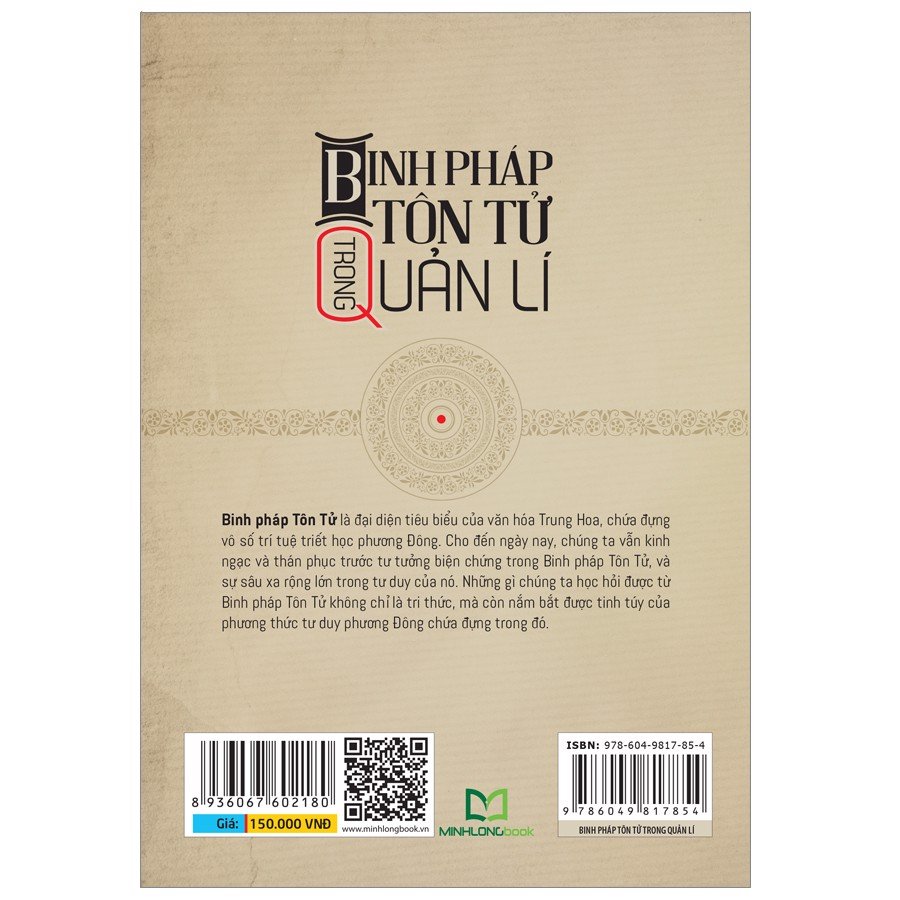 BINH PHÁP
TÔN TỬ
TRONG
QUẢN LÍ
Binh pháp Tôn Tử là đại diện tiêu biểu của văn hóa Trung Hoa, chứa đựng
vô số trí tuệ triết học phương Đông. Cho đến ngày nay, chúng ta vẫn kinh
ngạc và thán phục trước tư tưởng biện chứng trong Binh pháp Tôn Tử, và
sự sâu xa rộng lớn trong tư duy của nó. Những gì chúng ta học hỏi được từ
Binh pháp Tôn Tử không chỉ là tri thức, mà còn nắm bắt được tinh túy của
phương thức tư duy phương Đông chứa đựng trong đó.
8 936067 602180
Giá: 150.000 VNĐ
www.minhlongbook.vn
MINHLONGbook
ISBN: 978-604-9817-85-4
9 786049 817854
BINH PHÁP TÔN TỬ TRONG QUẢN LÍ